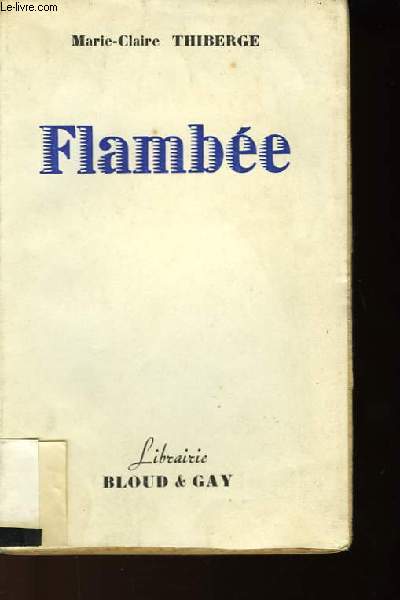 Le-livre.com
Marie-Claire THIBERGE
Flambée
Librairie
BLOUD & GAY